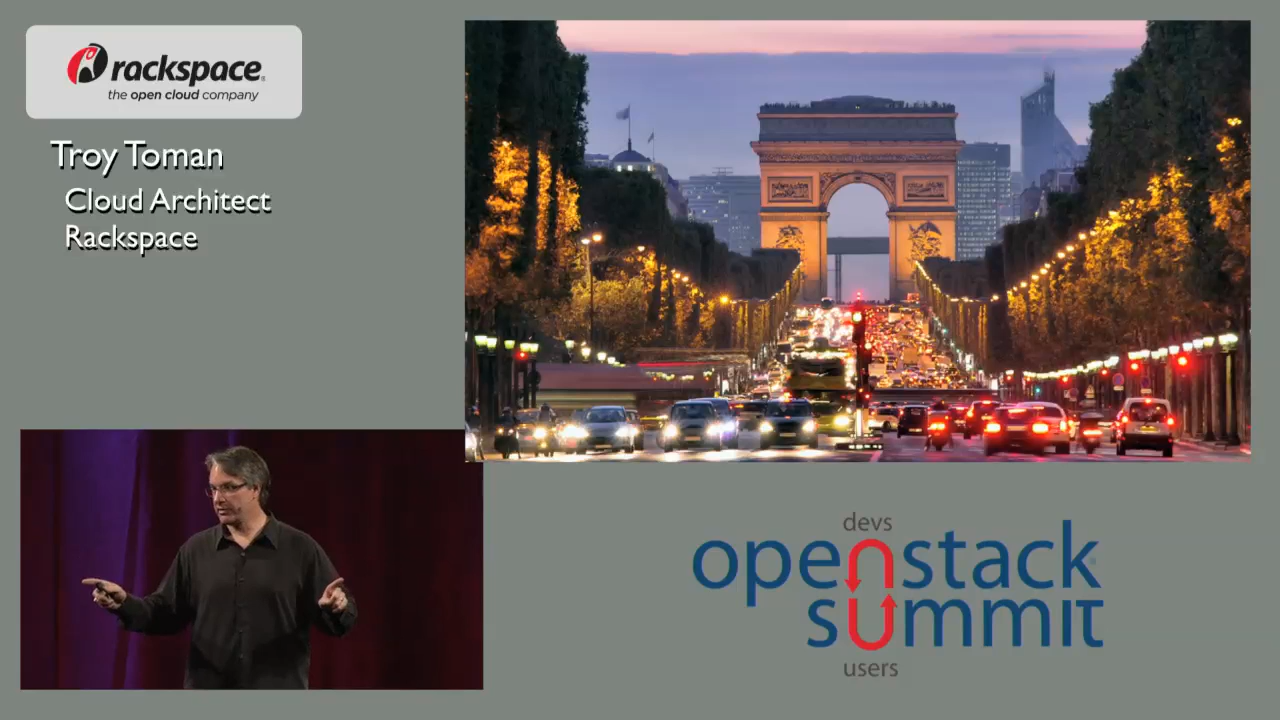 rackspace®
the open cloud company
Troy Toman
Cloud Architect
Rackspace
devs
openstack
summit
users